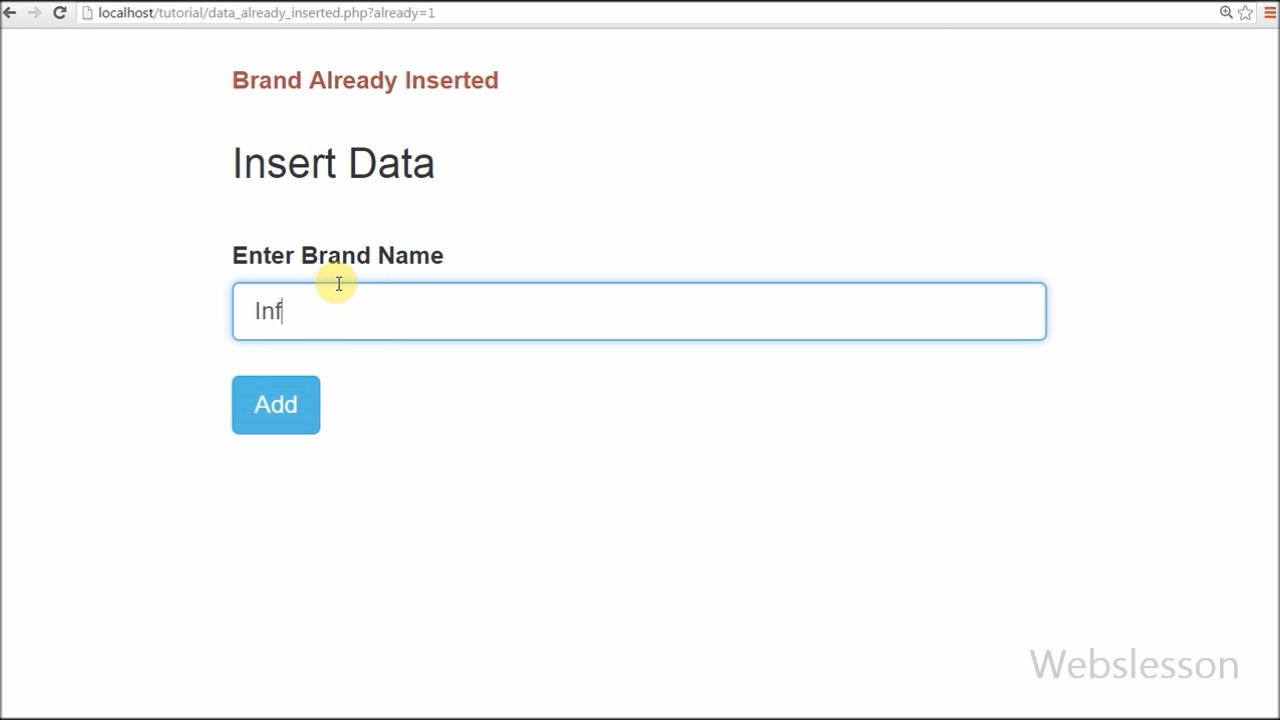 localhost/tutorial/data_already_inserted.php?already=1
Brand Already Inserted
Insert Data
Enter Brand Name
Inf
Add
Webslesson